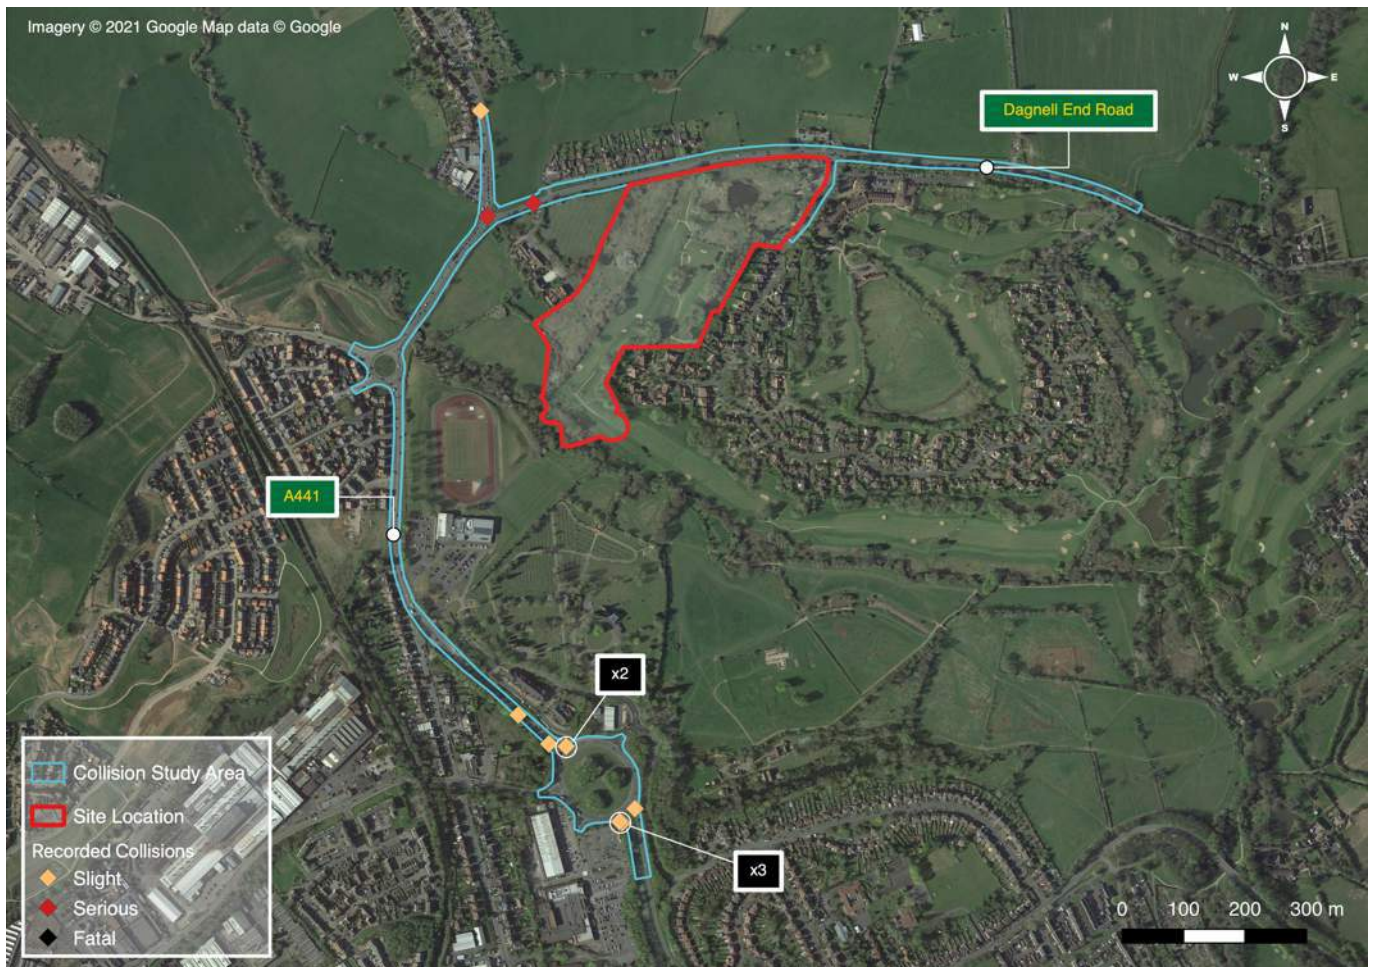 Imagery © 2021 Google Map data © Google
N
W
E
S
Dagnell End Road
A441
x2
x3
Collision Study Area
Site Location
Recorded Collisions
Slight
Serious
Fatal
0 100 200 300 m